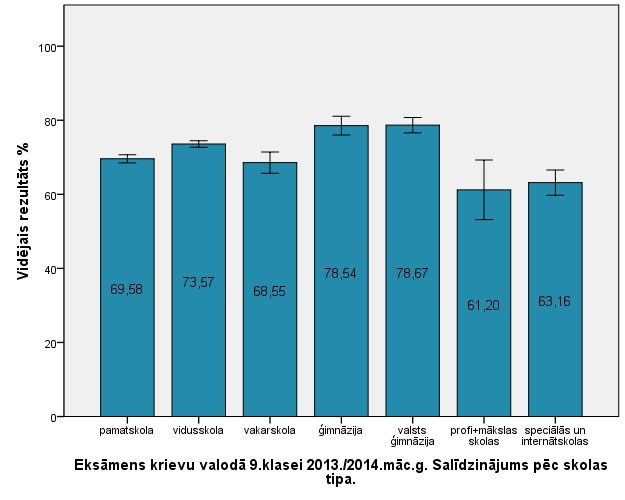 Vidējais rezultāts %
100
80
60
40
20
0
69,58
73,57
68,55
78,54
78,67
61,20
63,16
pamatskola
vidusskola
vakarskola
ģimnāzija
valsts
ģimnāzija
profi+mākslas
skolas
speciālās un
internātskolas
Eksāmens krievu valodā 9.klasei 2013./2014.māc.g. Salīdzinājums pēc skolas
tipa.